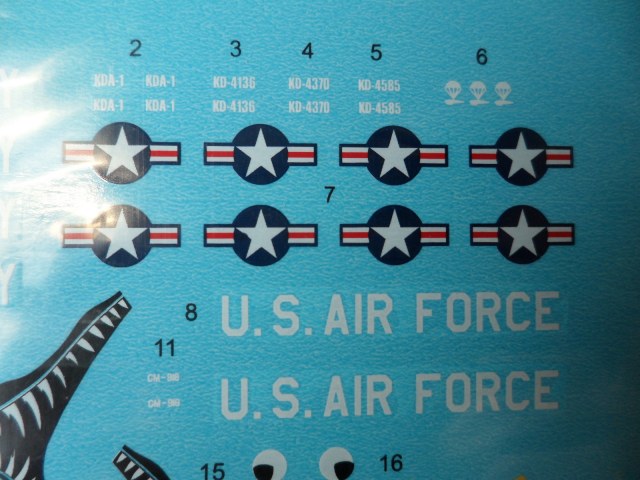 2 3 4 5 6
KDA-1 KDA-1 KD-4136 KD-4370 KD-4585
KDA-1 KDA-1 KD-4136 KD-4370 KD-4585
Y
Y
7
Y
Y
8 U.S. AIR FORCE
11
U.S. AIR FORCE
15 16